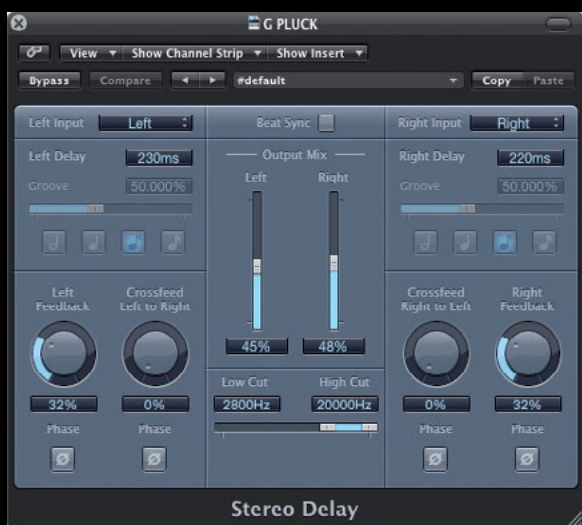 G PLUCK
View Show Channel Strip Show Insert
Bypass Compare #default Copy Paste
Left Input Left Beat Sync Right Input Right
Left Delay 230ms Output Mix Right Delay 220ms
Groove 50.000% Left Right Groove 50.000%
Left Feedback Crossfeed Left to Right Crossfeed Right to Left Right Feedback
45% 48%
Low Cut High Cut
32% 0% 2800Hz 20000Hz 0% 32%
Phase Phase Phase Phase
Ø Ø Ø Ø
Stereo Delay